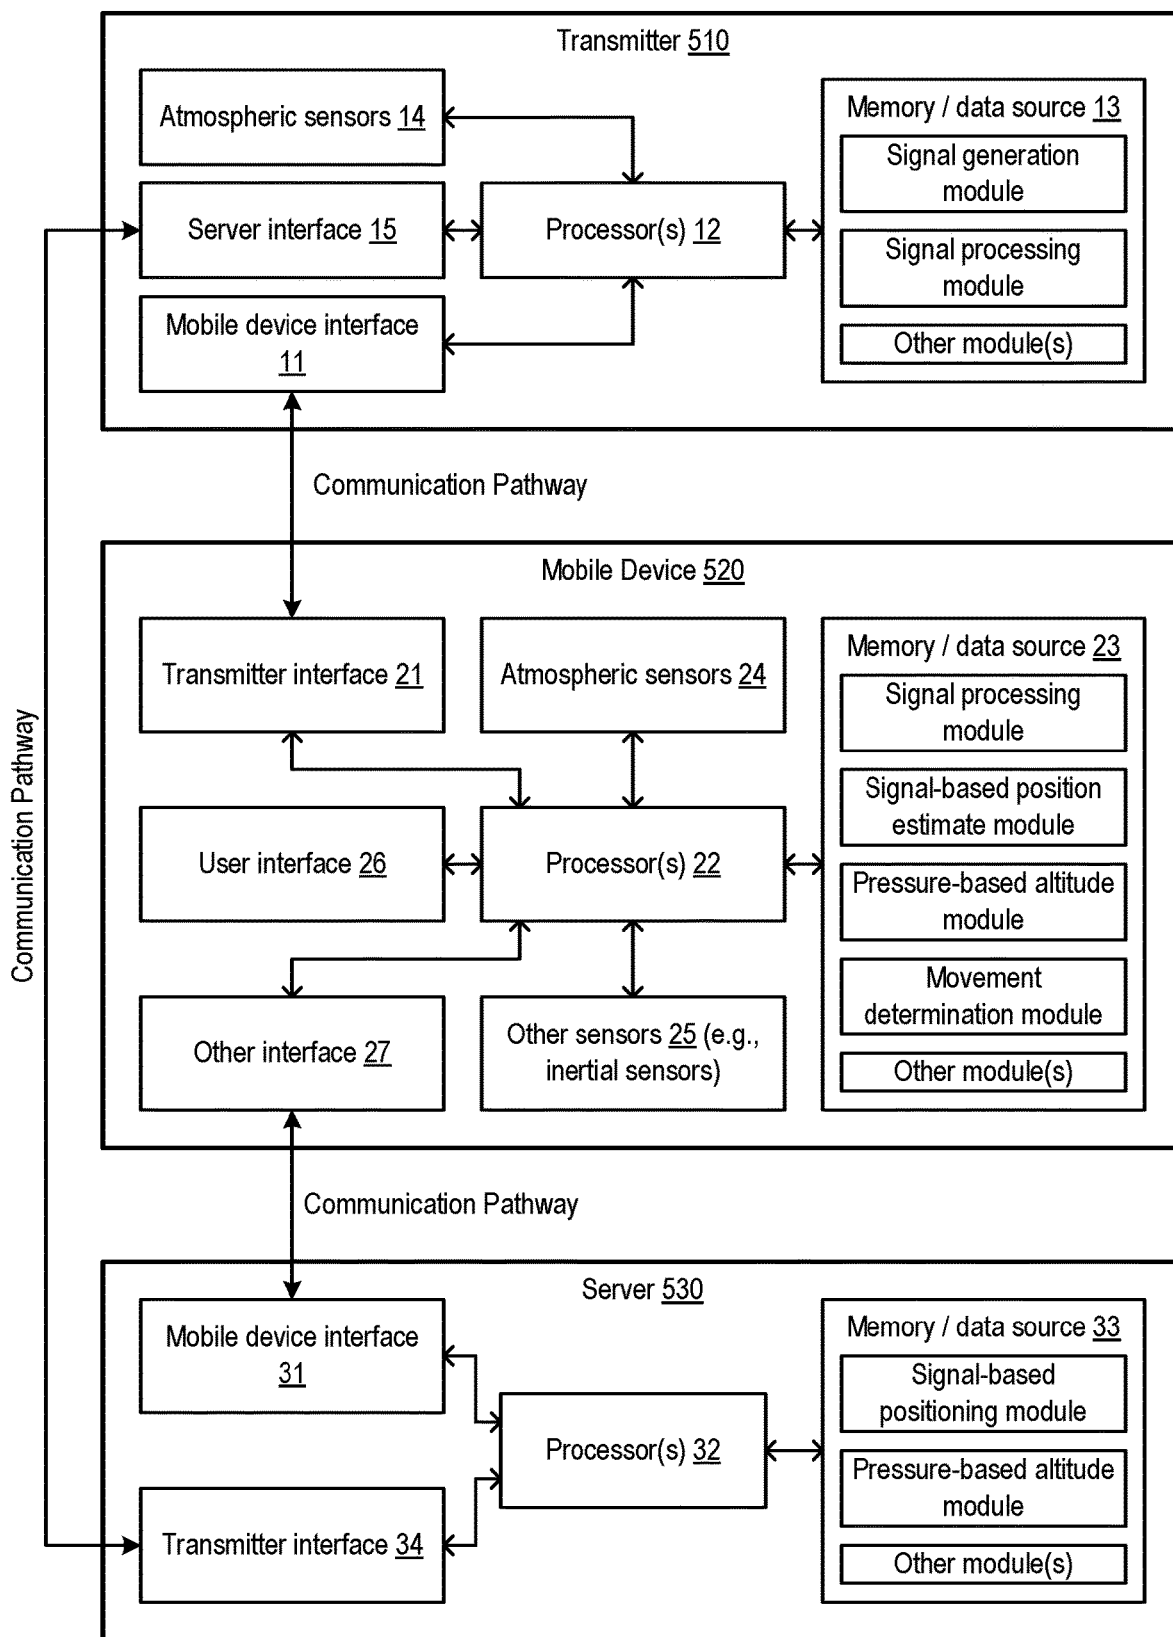 Transmitter 510
Atmospheric sensors 14
Server interface 15
Mobile device interface
11
Processor(s) 12
Memory / data source 13
Signal generation
module
Signal processing
module
Other module(s)
Communication Pathway
Communication Pathway
Mobile Device 520
Transmitter interface 21
Atmospheric sensors 24
User interface 26
Processor(s) 22
Other interface 27
Other sensors 25 (e.g.,
inertial sensors)
Memory / data source 23
Signal processing
module
Signal-based position
estimate module
Pressure-based altitude
module
Movement
determination module
Other module(s)
Communication Pathway
Server 530
Mobile device interface
31
Processor(s) 32
Transmitter interface 34
Memory / data source 33
Signal-based
positioning module
Pressure-based altitude
module
Other module(s)